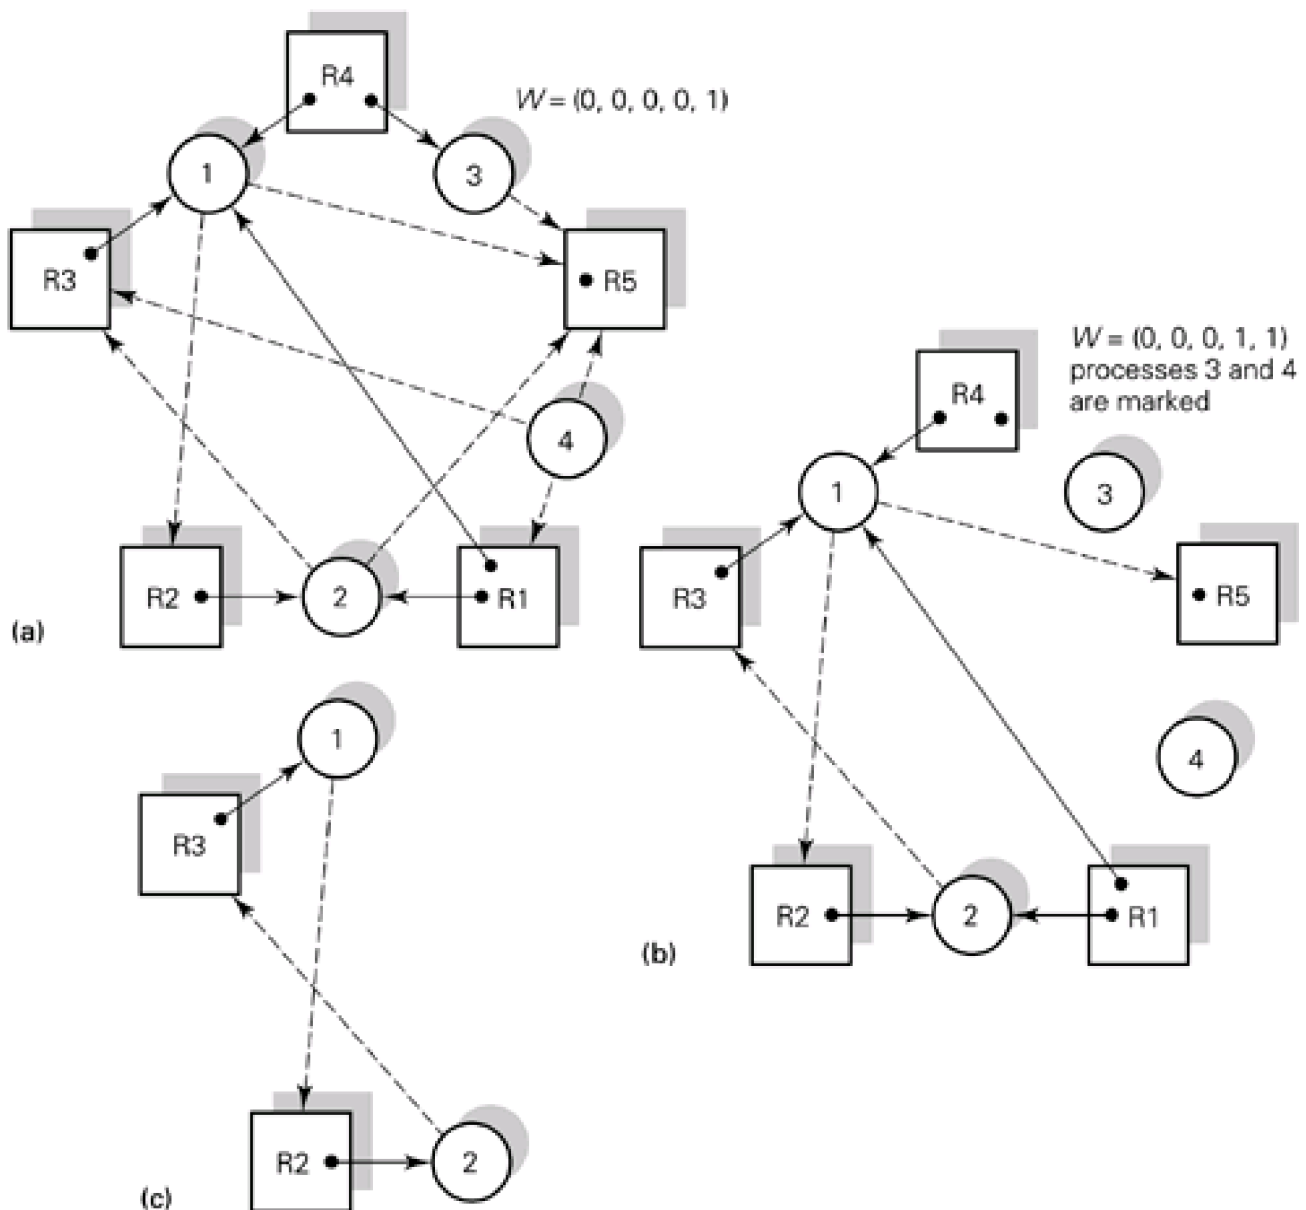 R4
W = (0, 0, 0, 0, 1)
1
3
R3
R5
4
R2
2
R1
(a)
W = (0, 0, 0, 1, 1)
processes 3 and 4
are marked
R4
1
3
R3
R5
4
R2
2
R1
(b)
1
R3
R2
2
(c)